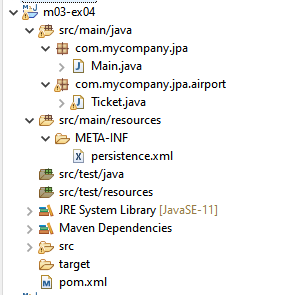 m03-ex04
src/main/java
com.mycompany.jpa
Main.java
com.mycompany.jpa.airport
Ticket.java
src/main/resources
META-INF
persistence.xml
src/test/java
src/test/resources
JRE System Library [JavaSE-11]
Maven Dependencies
src
target
pom.xml